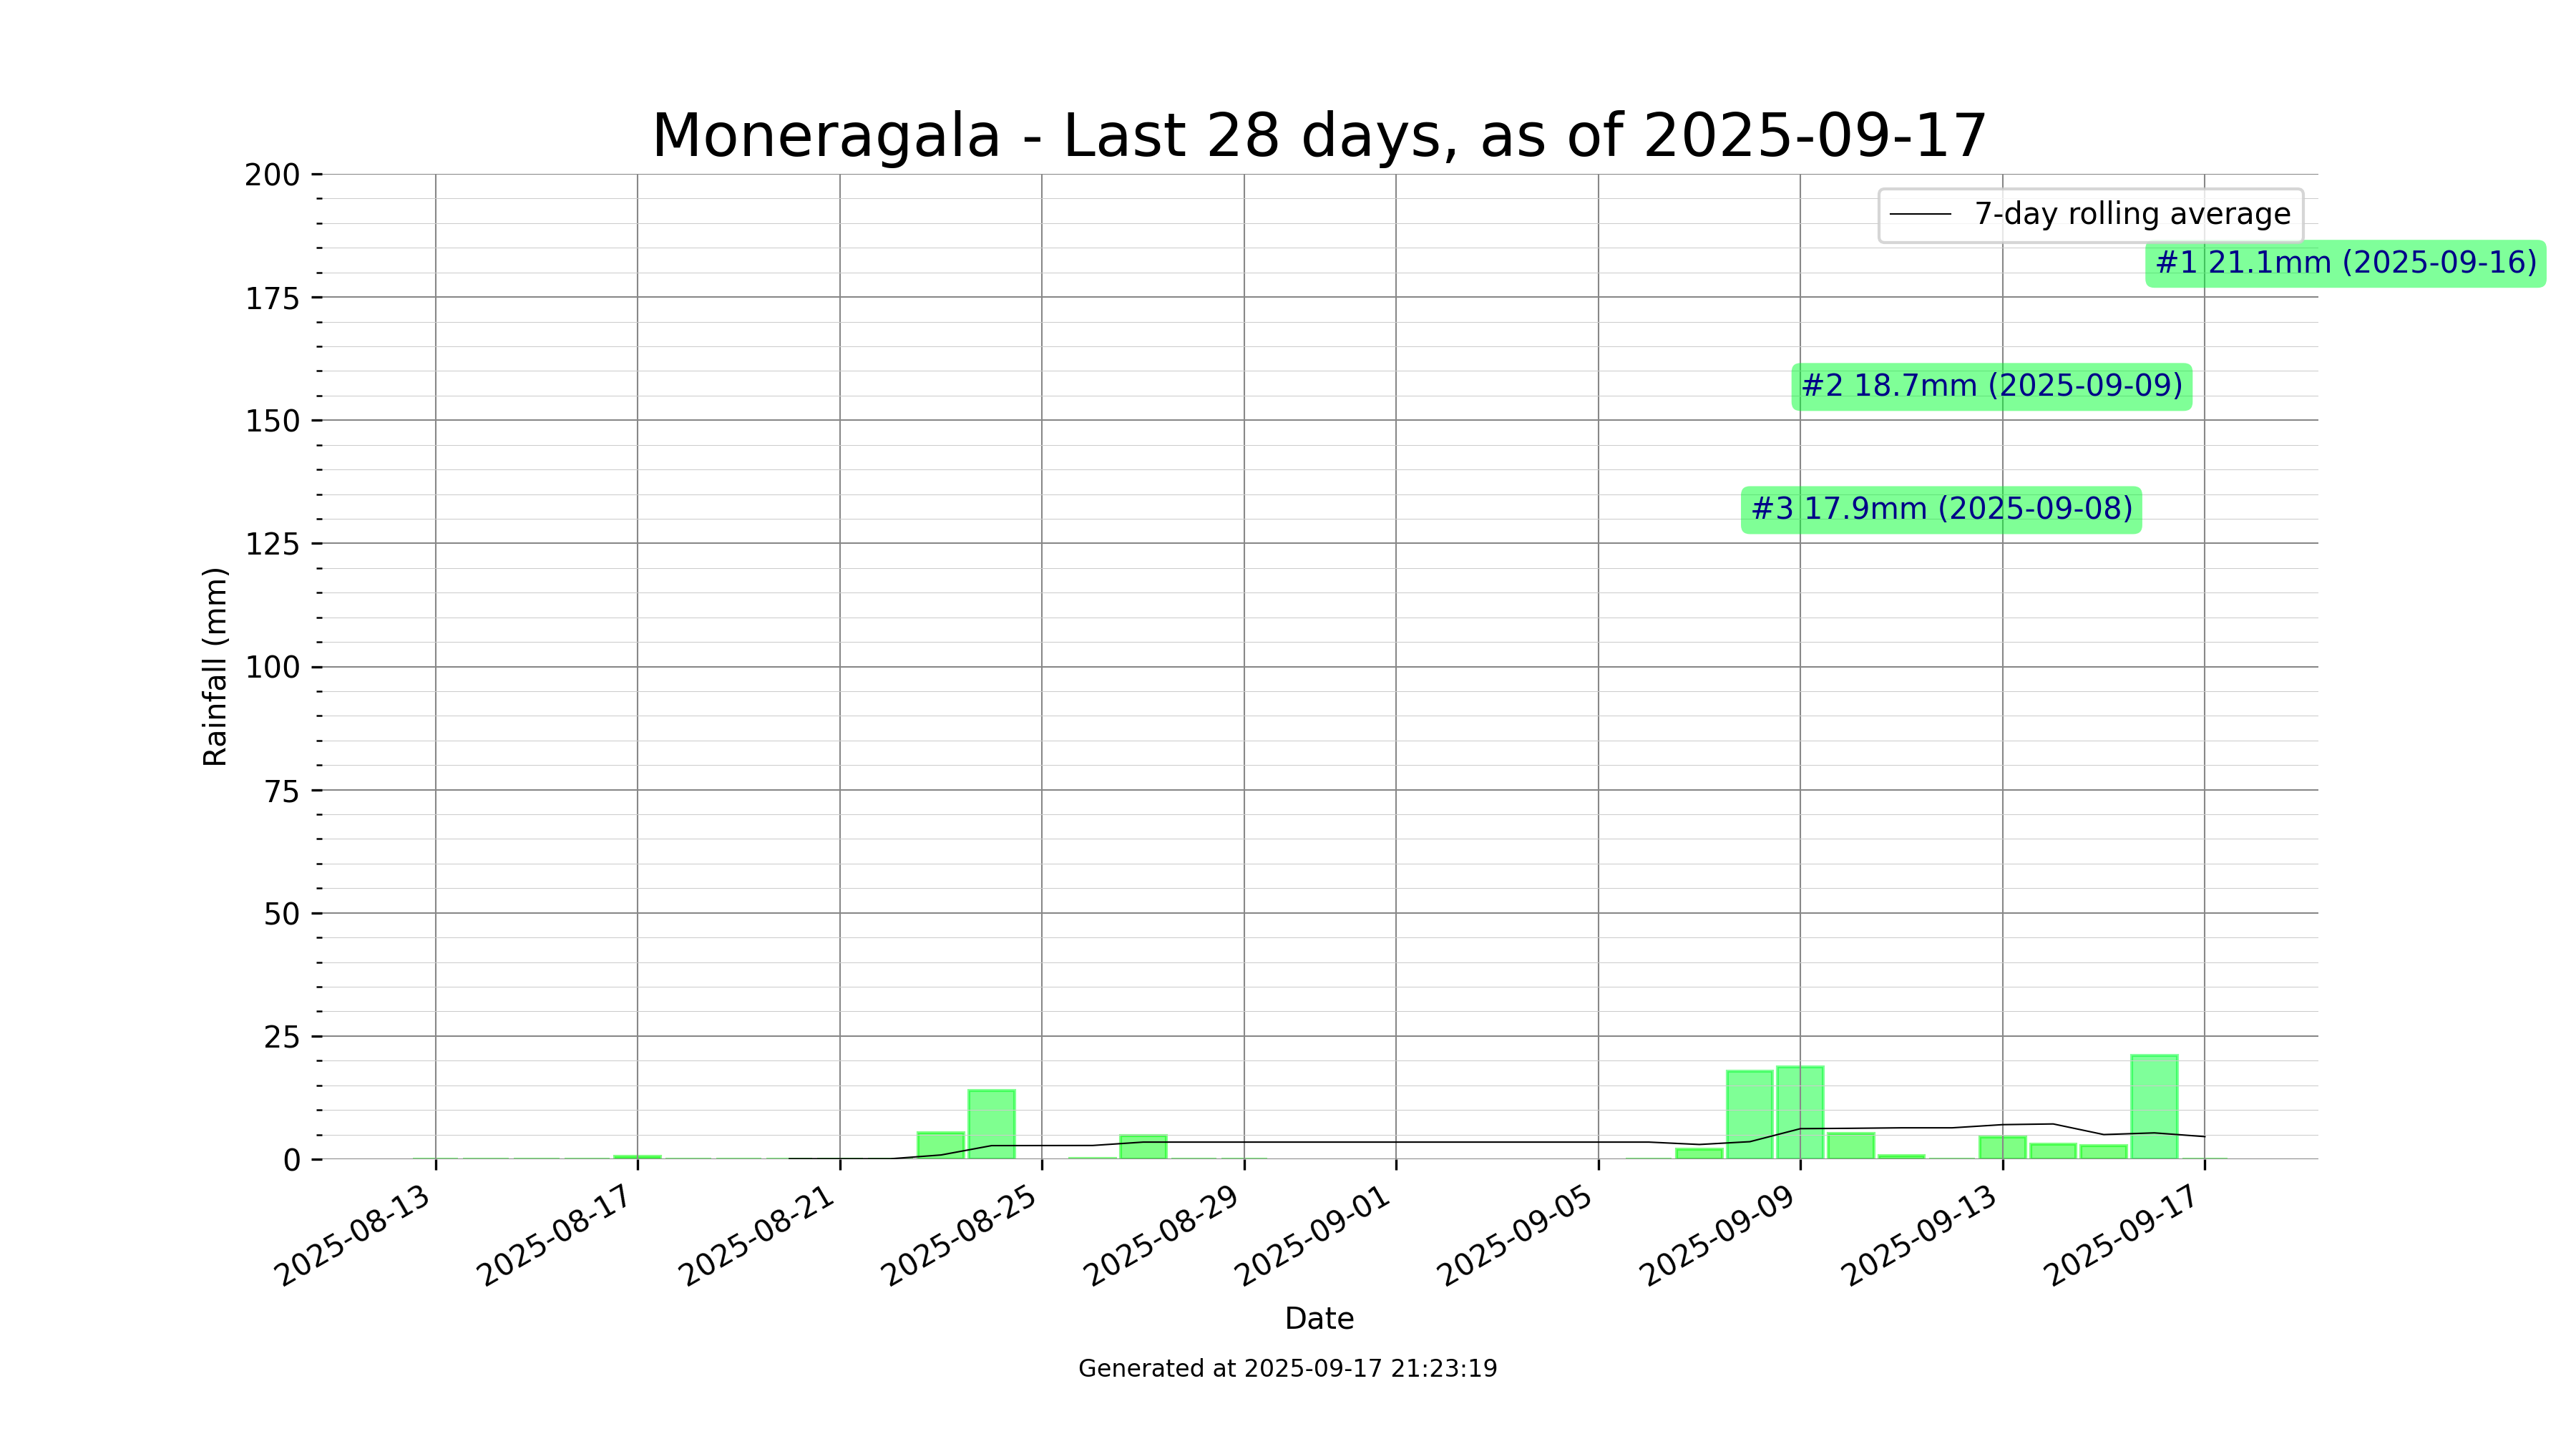 Moneragala - Last 28 days, as of 2025-09-17
200
175
150
125
100
75
50
25
0
Rainfall (mm)
7-day rolling average
#1 21.1mm (2025-09-16)
#2 18.7mm (2025-09-09)
#3 17.9mm (2025-09-08)
2025-08-13
2025-08-17
2025-08-21
2025-08-25
2025-08-29
2025-09-01
2025-09-05
2025-09-09
2025-09-13
2025-09-17
Date
Generated at 2025-09-17 21:23:19